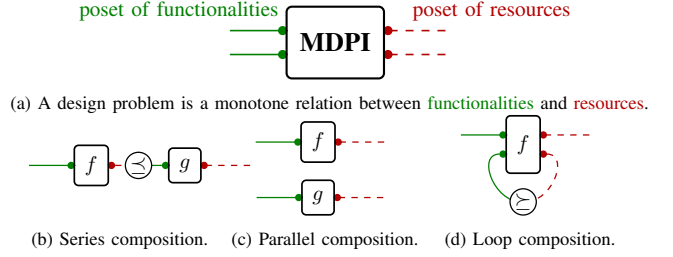 poset of functionalities poset of resources
MDPI
(a) A design problem is a monotone relation between functionalities and resources.
f ⪯ g
f
g
f
⪰
(b) Series composition. (c) Parallel composition. (d) Loop composition.